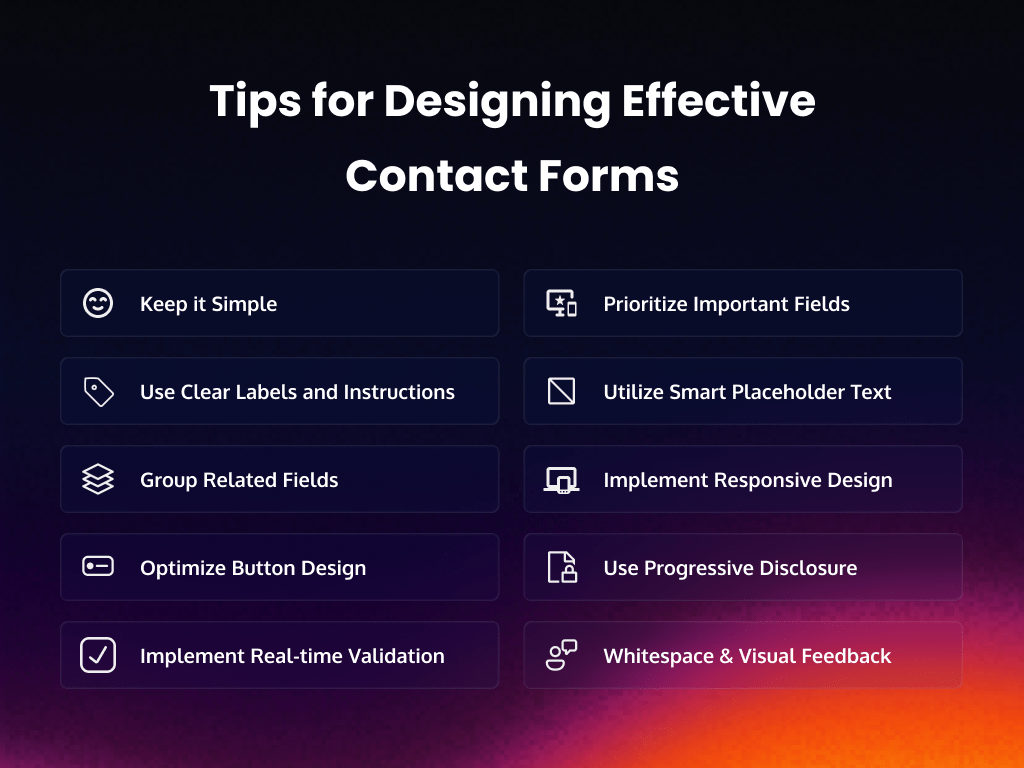 Tips for Designing Effective
Contact Forms
Keep it Simple
Prioritize Important Fields
Use Clear Labels and Instructions
Utilize Smart Placeholder Text
Group Related Fields
Implement Responsive Design
Optimize Button Design
Use Progressive Disclosure
Implement Real-time Validation
Whitespace & Visual Feedback